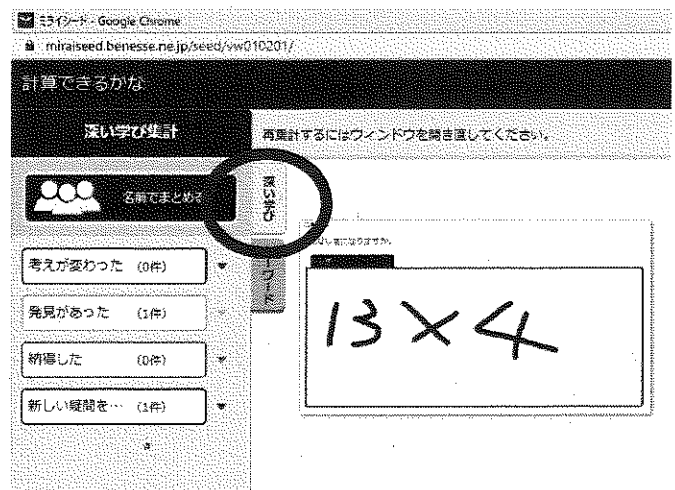 ミライシード - Google Chrome
miraiseed.benesse.ne.jp/seed/vw010201/
計算できるかな
深い学び集計
再集計するにはウィンドウを開き直してください。
名前でまとめて
深い学び
考えが変わった (0件)
発見があった (1件)
納得した (0件)
新しい疑問を… (1件)
ワード
13×4